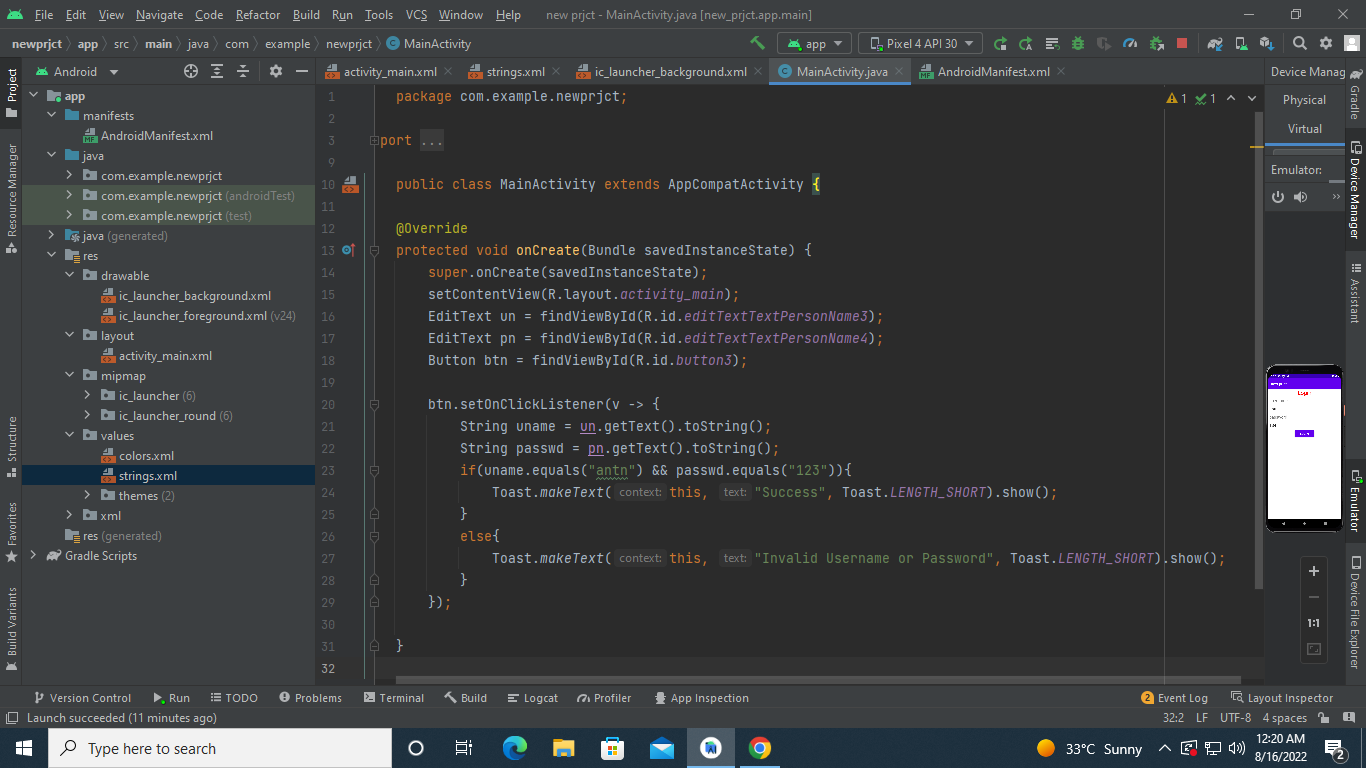 File Edit View Navigate Code Refactor Build Run Tools VCS Window Help new prjct - MainActivity.java [new_prjct.app.main]
newprjct app src main java com example newprjct MainActivity app Pixel 4 API 30
Project Android activity_main.xml strings.xml ic_launcher_background.xml MainActivity.java AndroidManifest.xml Device Manag Gradle
app
manifests
AndroidManifest.xml
java
com.example.newprjct
com.example.newprjct (androidTest)
com.example.newprjct (test)
java (generated)
res
drawable
ic_launcher_background.xml
ic_launcher_foreground.xml (v24)
layout
activity_main.xml
mipmap
ic_launcher (6)
ic_launcher_round (6)
values
colors.xml
strings.xml
themes (2)
xml
res (generated)
Gradle Scripts
Resource Manager
Structure
Favorites
Build Variants
1 package com.example.newprjct;
2
3 port ...
9
10 public class MainActivity extends AppCompatActivity {
11
12 @Override
13 protected void onCreate(Bundle savedInstanceState) {
14 super.onCreate(savedInstanceState);
15 setContentView(R.layout.activity_main);
16 EditText un = findViewById(R.id.editTextTextPersonName3);
17 EditText pn = findViewById(R.id.editTextTextPersonName4);
18 Button btn = findViewById(R.id.button3);
19
20 btn.setOnClickListener(v -> {
21 String uname = un.getText().toString();
22 String passwd = pn.getText().toString();
23 if(uname.equals("antn") && passwd.equals("123")){
24 Toast.makeText( context: this, text: "Success", Toast.LENGTH_SHORT).show();
25 }
26 else{
27 Toast.makeText( context: this, text: "Invalid Username or Password", Toast.LENGTH_SHORT).show();
28 }
29 });
30
31 }
32
1 1
Physical
Virtual
Emulator:
Login
1:1
Device Manager
Assistant
Emulator
Device File Explorer
Version Control Run TODO Problems Terminal Build Logcat Profiler App Inspection 2 Event Log Layout Inspector
Launch succeeded (11 minutes ago) 32:2 LF UTF-8 4 spaces
Type here to search 33°C Sunny 12:20 AM
8/16/2022 2